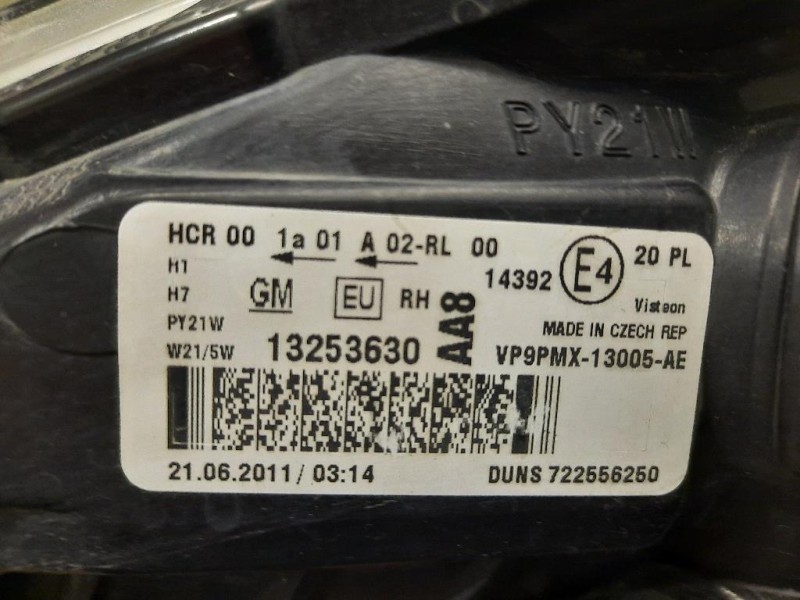 PY21W
HCR 00 1a 01 A 02-RL 00
14392 E4 20 PL
H1
H7 GM EU RH AA8
Visteon
PY21W
MADE IN CZECH REP
W21/5W 13253630 VP9PMX-13005-AE
21.06.2011 / 03:14 DUNS 722556250